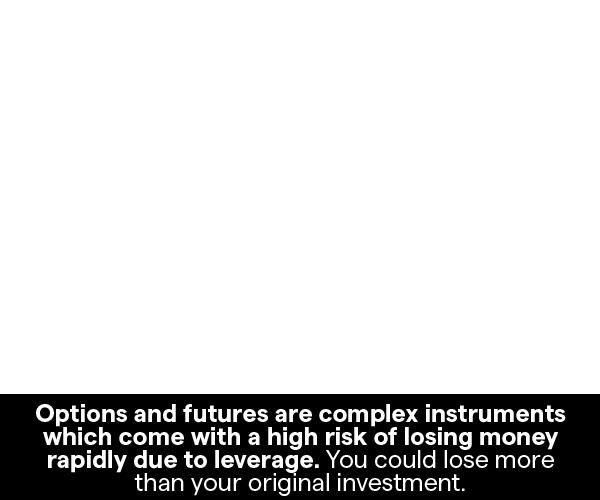 Options and futures are complex instruments
which come with a high risk of losing money
rapidly due to leverage. You could lose more
than your original investment.